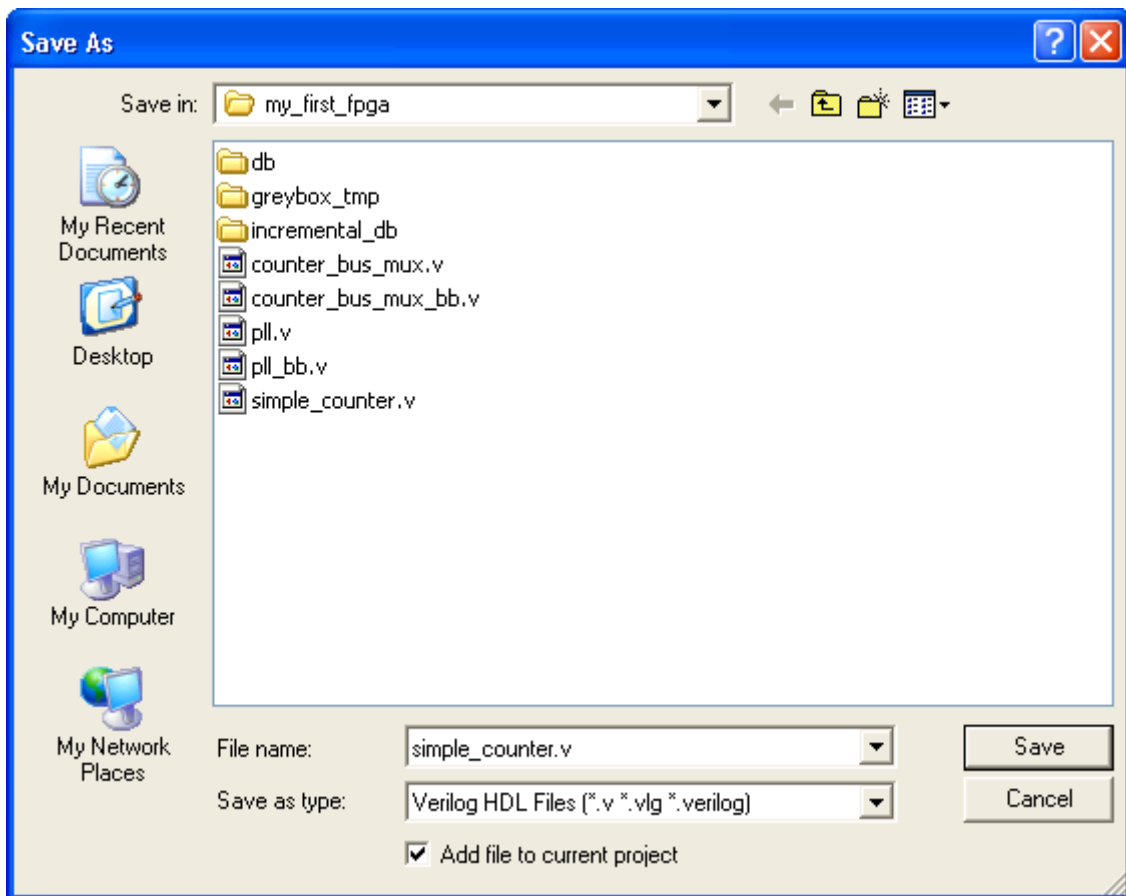 Save As
Save in:
my_first_fpga
My Recent
Documents
Desktop
My Documents
My Computer
My Network
Places
db
greybox_tmp
incremental_db
counter_bus_mux.v
counter_bus_mux_bb.v
pll.v
pll_bb.v
simple_counter.v
File name:
simple_counter.v
Save
Save as type:
Verilog HDL Files (*.v *.vlg *.verilog)
Cancel
Add file to current project